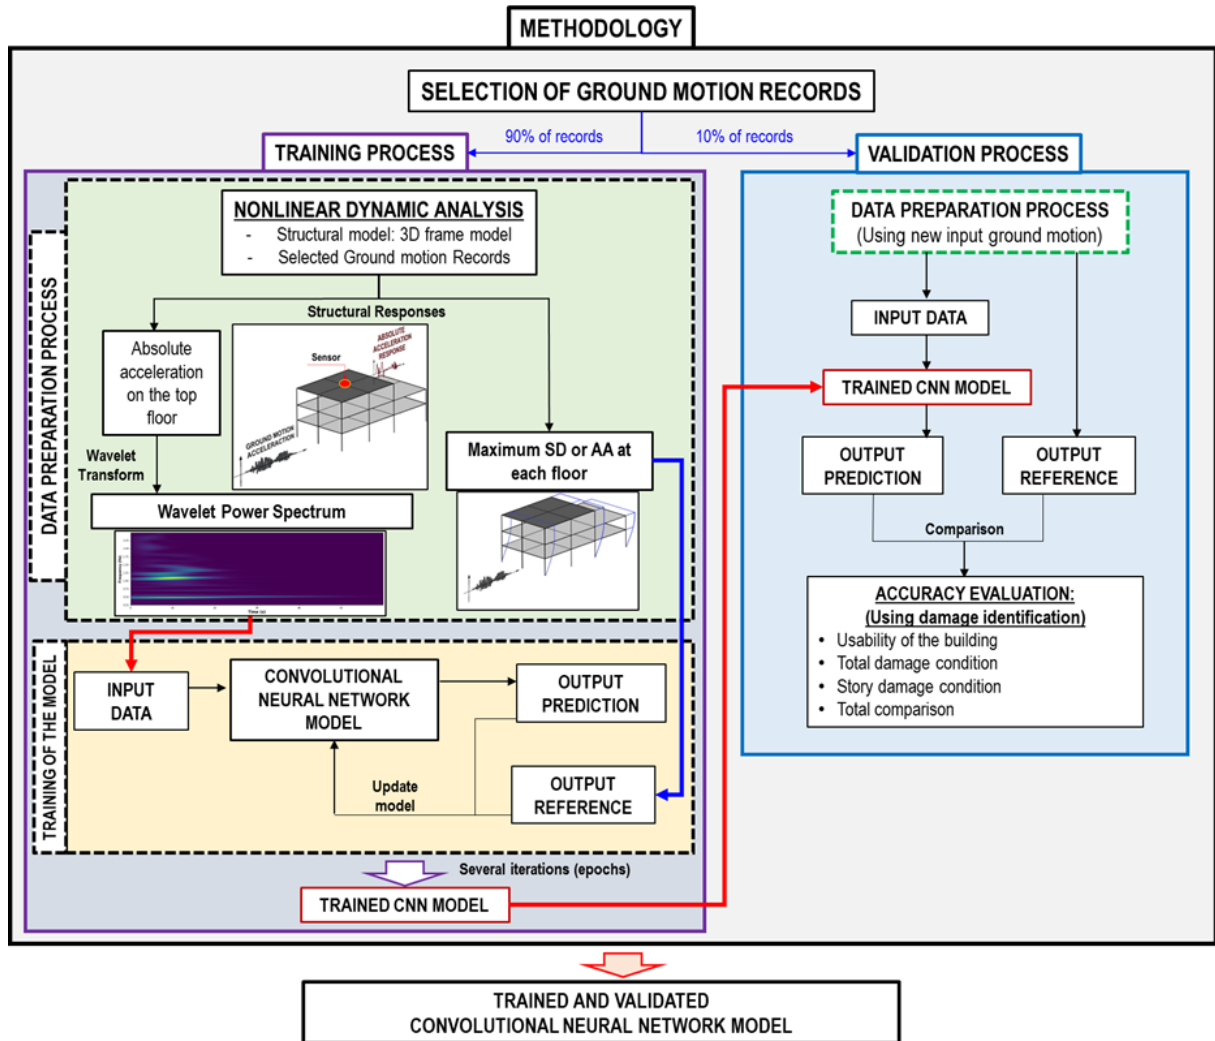 METHODOLOGY
SELECTION OF GROUND MOTION RECORDS
90% of records
10% of records
TRAINING PROCESS
VALIDATION PROCESS
DATA PREPARATION PROCESS
NONLINEAR DYNAMIC ANALYSIS
- Structural model: 3D frame model
- Selected Ground motion Records
Structural Responses
Absolute
acceleration
on the top
floor
Sensor
ABSOLUTE
ACCELERATION
RESPONSE
GROUND MOTION
ACCELERACTION
Wavelet
Transform
Wavelet Power Spectrum
Frequency (Hz)
Time (s)
Maximum SD or AA at
each floor
TRAINING OF THE MODEL
INPUT
DATA
CONVOLUTIONAL
NEURAL NETWORK
MODEL
OUTPUT
PREDICTION
Update
model
OUTPUT
REFERENCE
Several iterations (epochs)
TRAINED CNN MODEL
DATA PREPARATION PROCESS
(Using new input ground motion)
INPUT DATA
TRAINED CNN MODEL
OUTPUT
PREDICTION
OUTPUT
REFERENCE
Comparison
ACCURACY EVALUATION:
(Using damage identification)
• Usability of the building
• Total damage condition
• Story damage condition
• Total comparison
TRAINED AND VALIDATED
CONVOLUTIONAL NEURAL NETWORK MODEL